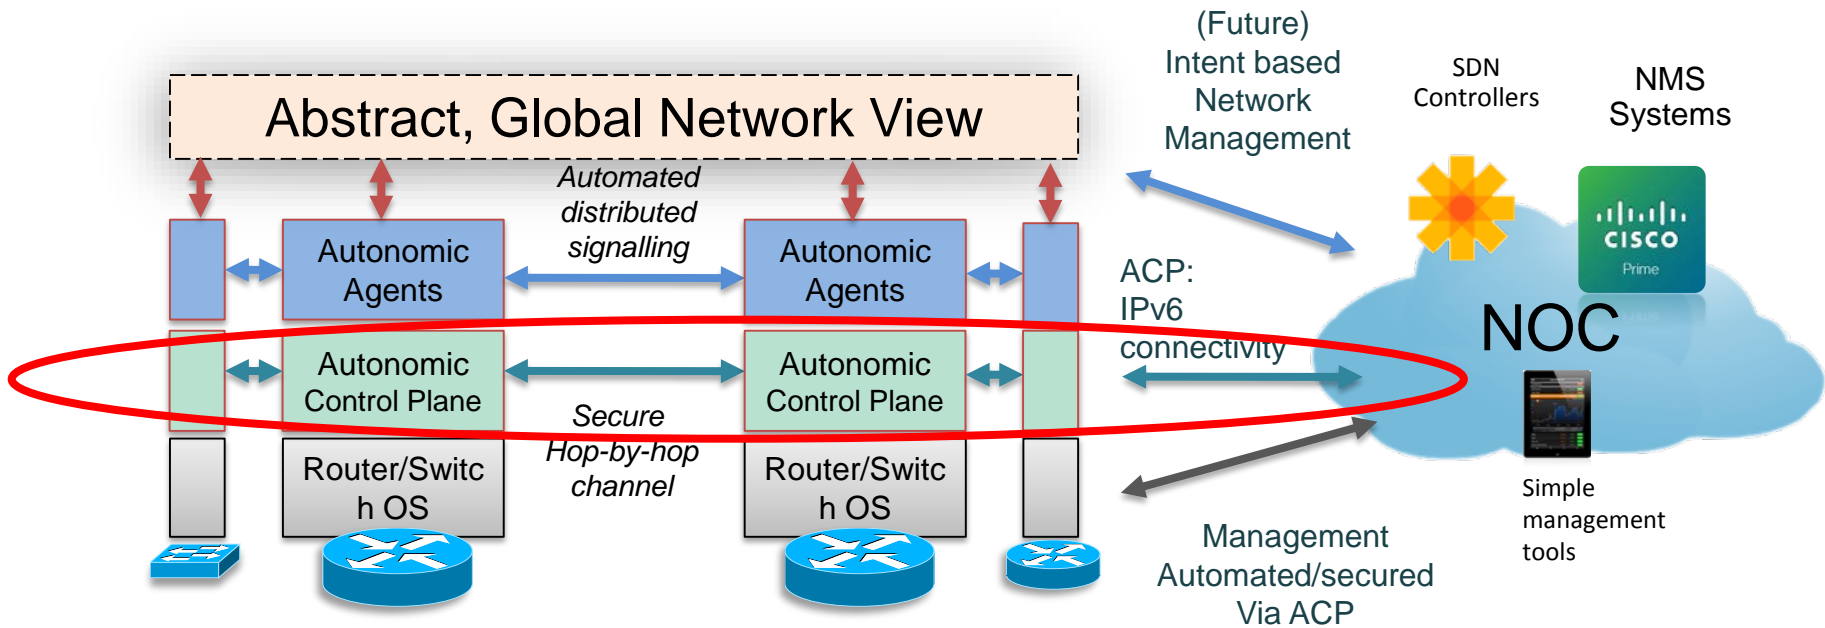 (Future)
Intent based
Network
Management
SDN
Controllers
NMS
Systems
Abstract, Global Network View
Automated
distributed
signalling
Autonomic
Agents
Autonomic
Agents
CISCO
Prime
ACP:
IPv6
connectivity
NOC
Autonomic
Control Plane
Autonomic
Control Plane
Secure
Hop-by-hop
channel
Router/Switc
h OS
Router/Switc
h OS
Simple
management
tools
Management
Automated/secured
Via ACP